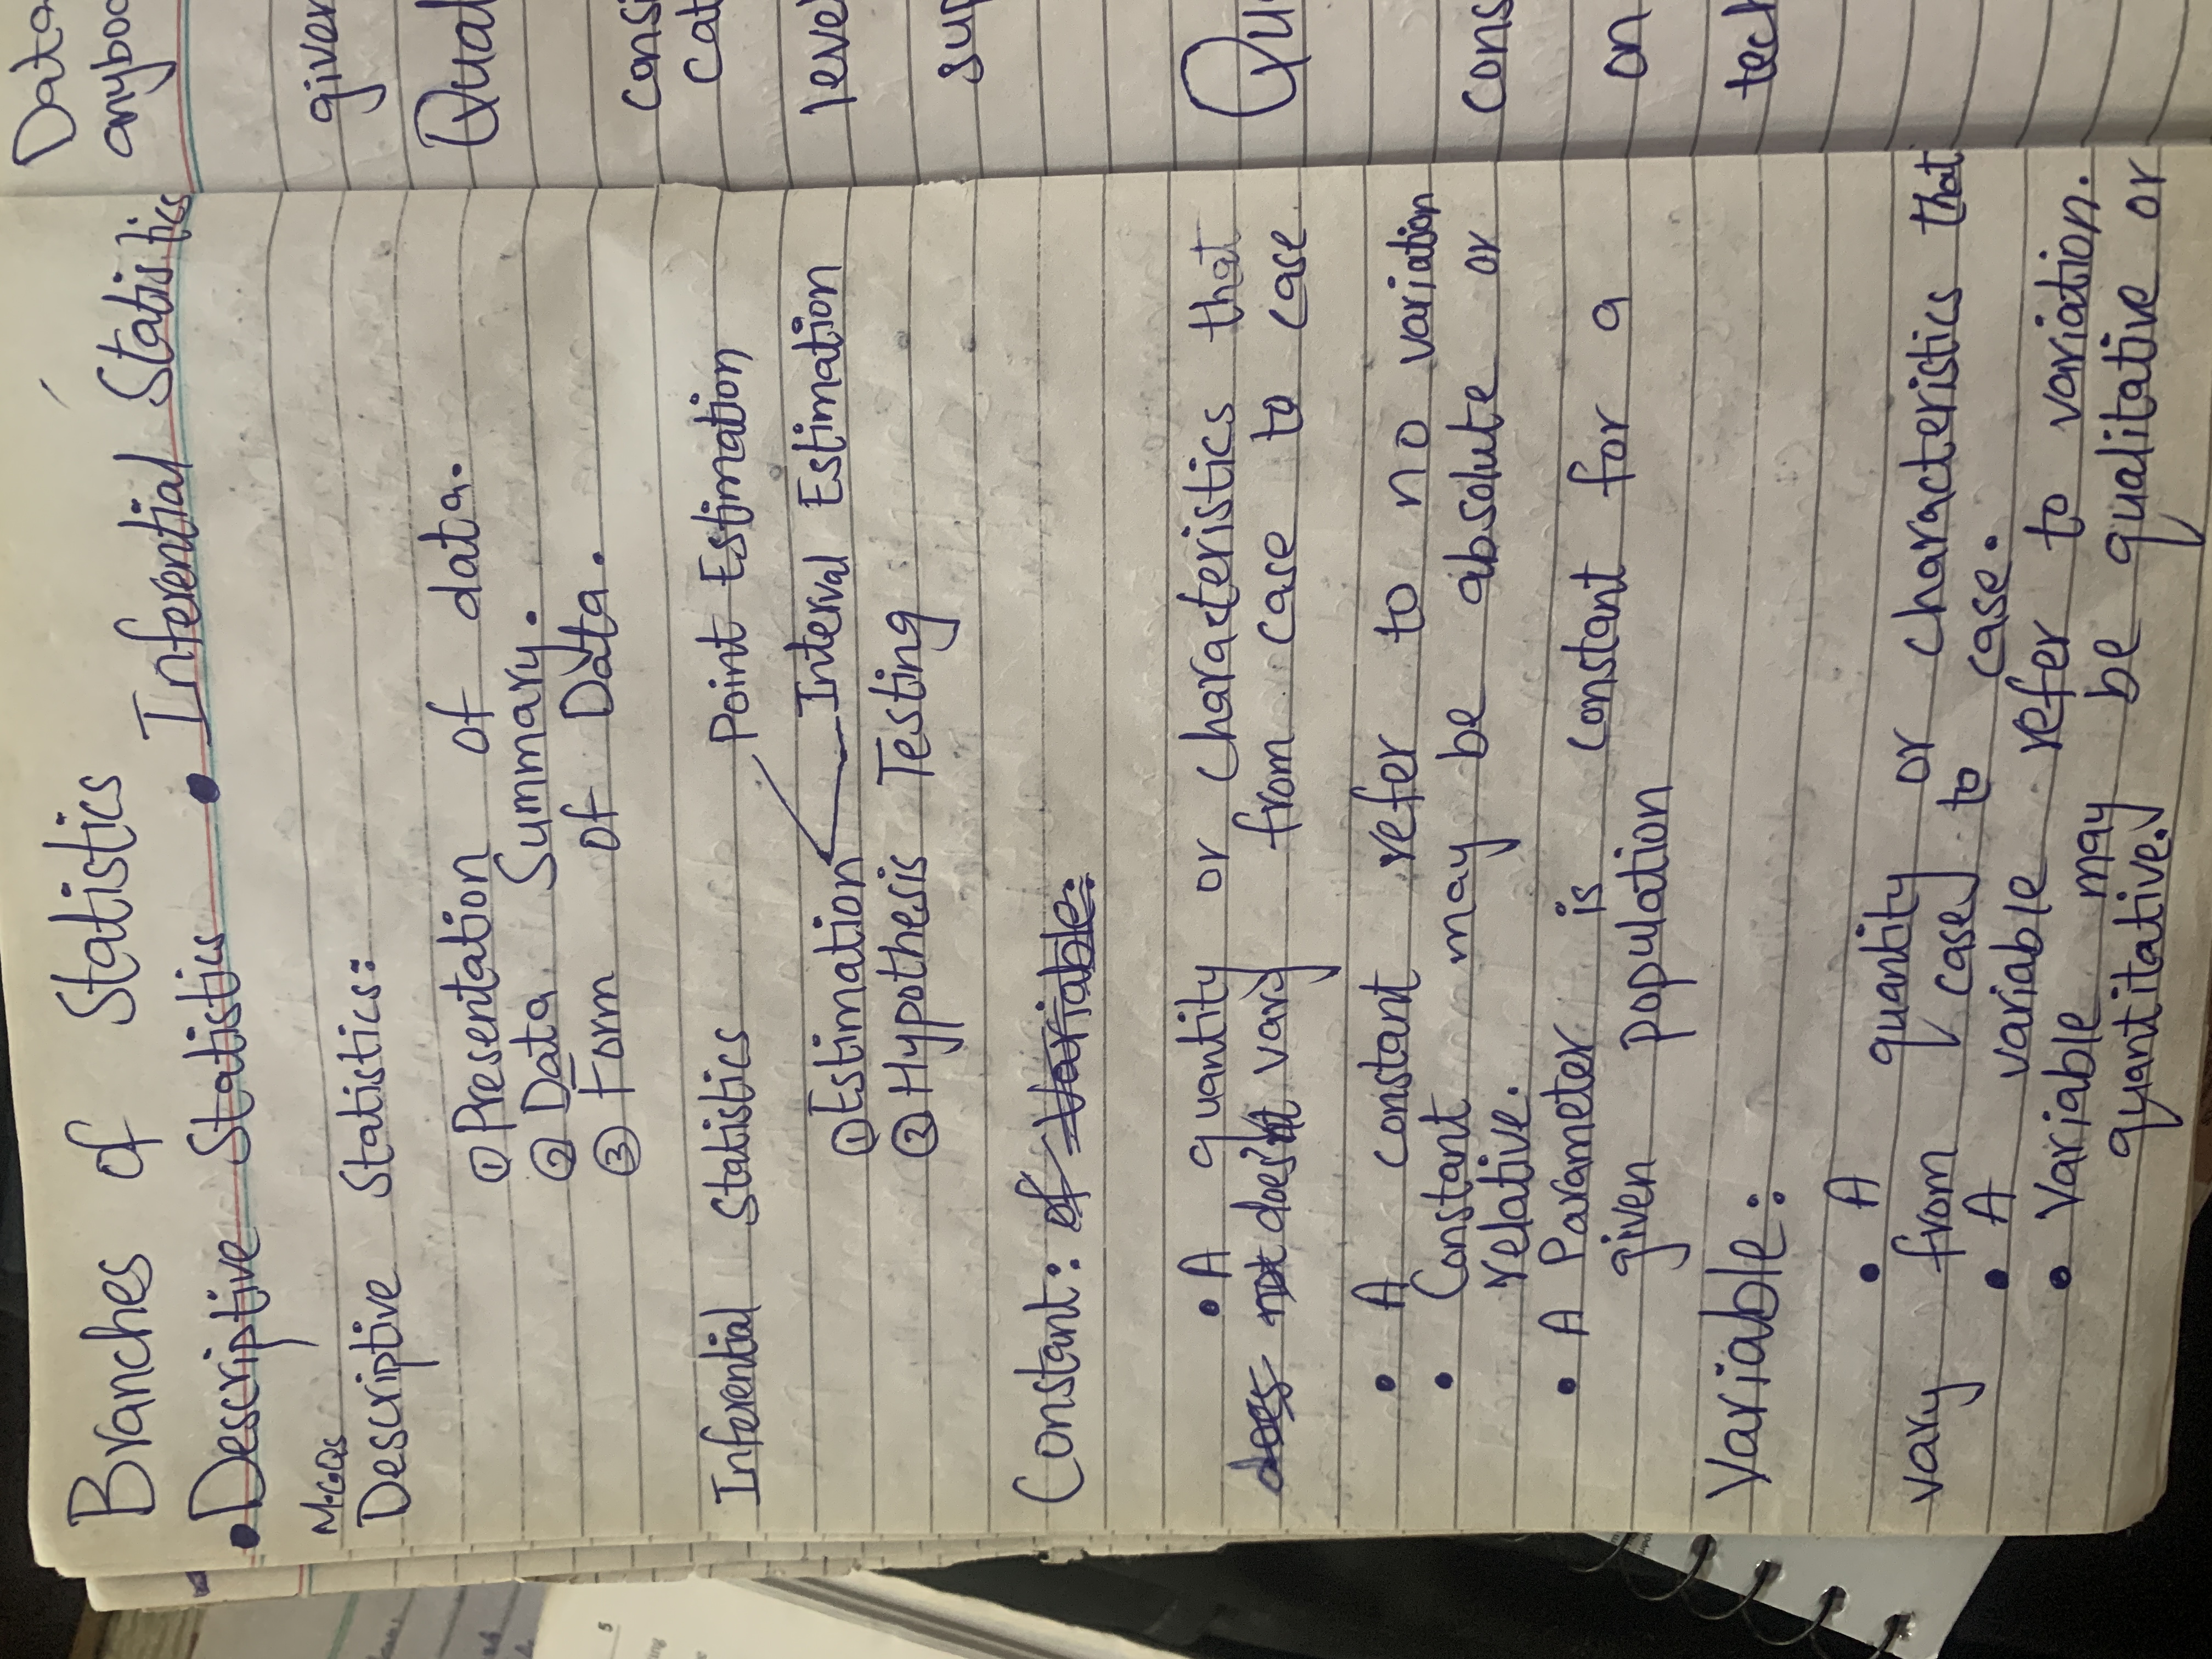 Branches of Statistics
• Descriptive Statistics • Inferential Statistics
M.C.Qs
Descriptive Statistics:
① Presentation of data.
② Data Summary.
③ Form of Data.
Inferential Statistics
Point Estimation
① Estimation
Interval Estimation
② Hypothesis Testing
Constant: of Variable:
• A quantity or characteristics that
does not does'nt vary from case to case
• A constant refer to no variation
• Constant may be absolute or
relative.
• A Parameter is constant for a
given population
Variable:
• A quantity or characteristics that
vary from case to case.
• A variable refer to variation.
• Variable may be qualitative or
quantitative.
Data
anyboc
given
Qual
consi
cat
leve
sup
Qu
cons
on
tech
5